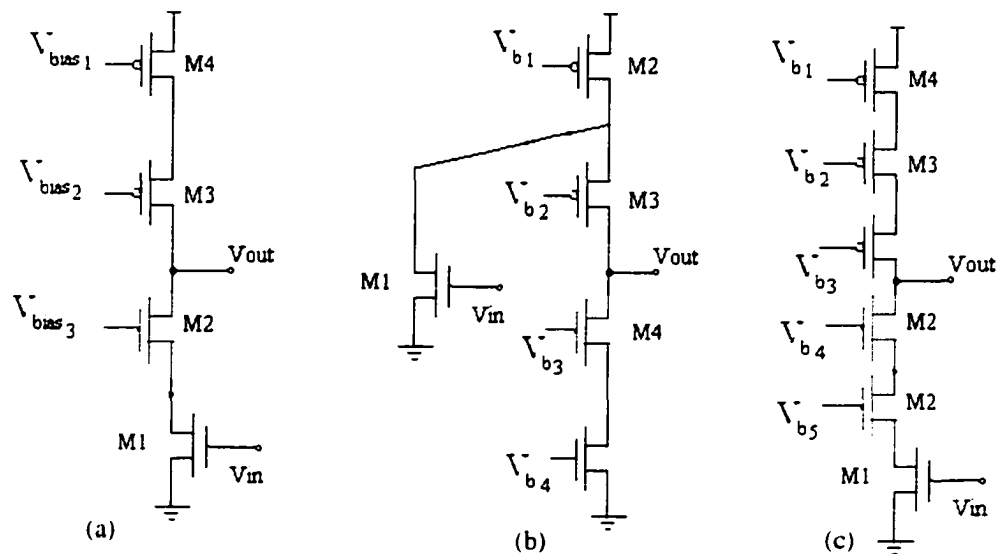 Vbias1
M4
Vbias2
M3
Vout
Vbias3
M2
M1
Vin
(a)
Vb1
M2
Vb2
M3
M1
Vin
Vout
Vb3
M4
Vb4
(b)
Vb1
M4
Vb2
M3
Vb3
Vout
Vb4
M2
Vb5
M2
M1
Vin
(c)